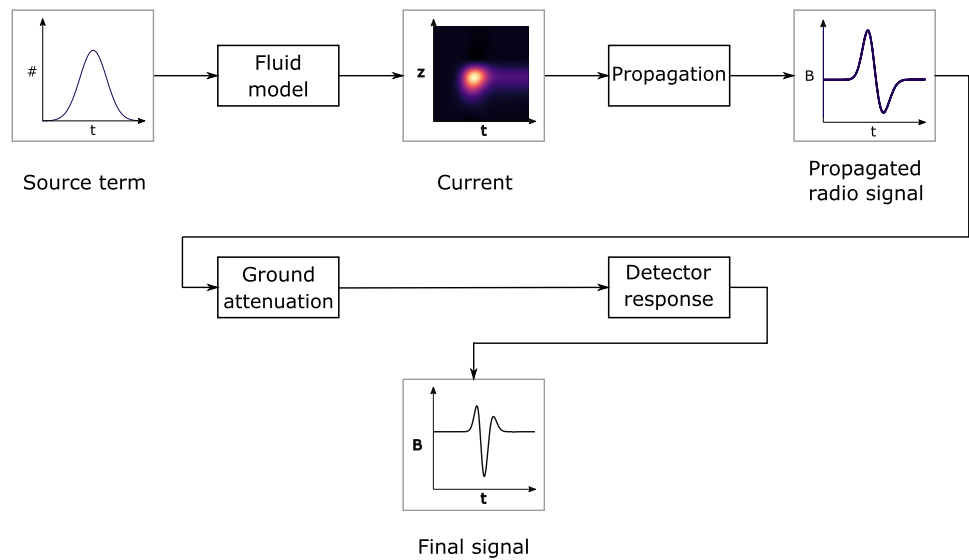 #
t
Source term
Fluid
model
z
t
Current
Propagation
B
t
Propagated
radio signal
Ground
attenuation
Detector
response
B
t
Final signal